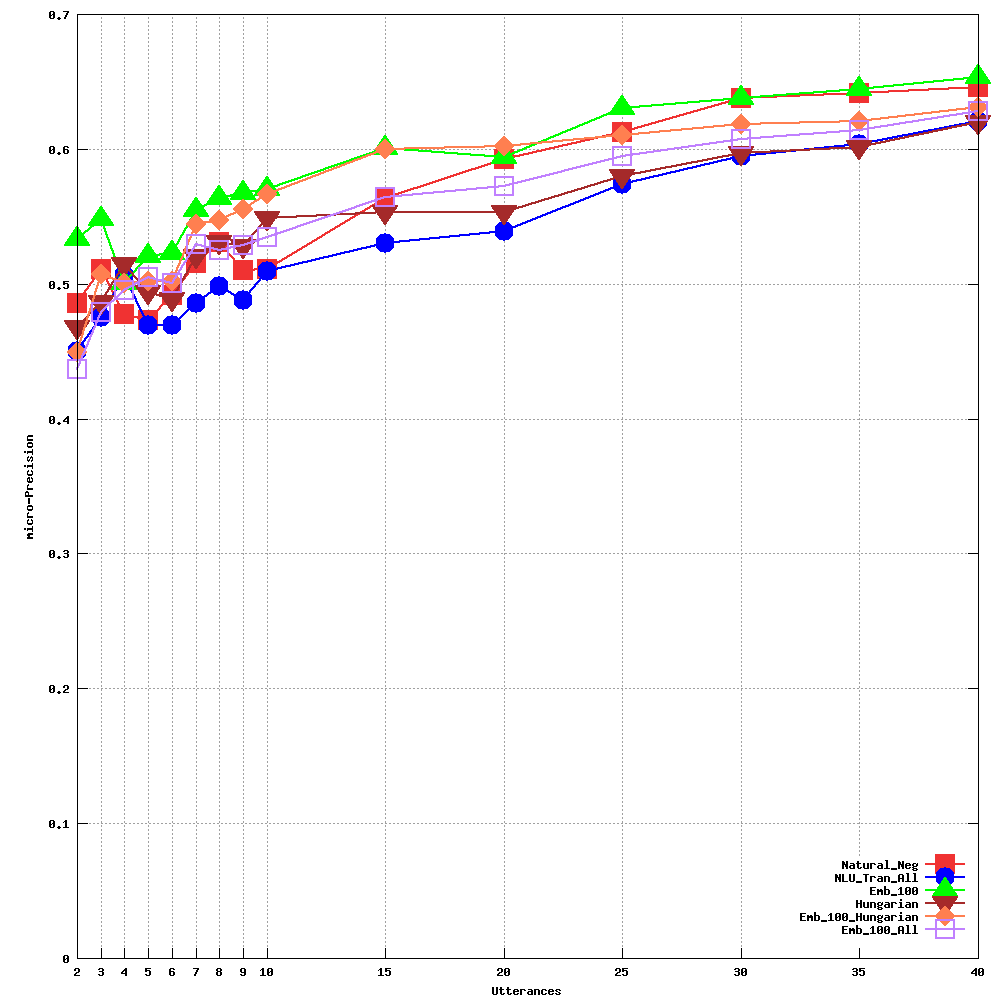 0.7
0.6
0.5
0.4
0.3
0.2
0.1
0
micro-Precision
Natural_Neg
NLU_Tran_All
Emb_100
Hungarian
Emb_100_Hungarian
Emb_100_All
2 3 4 5 6 7 8 9 10 15 20 25 30 35 40
Utterances